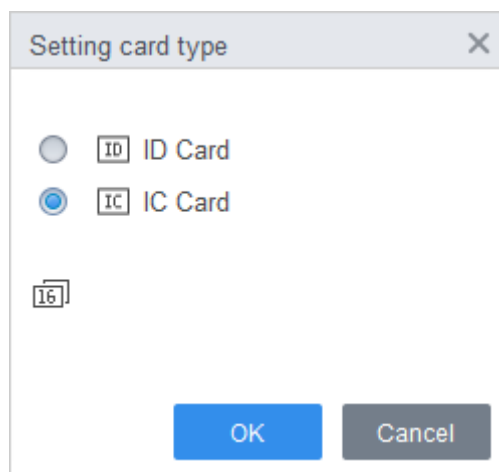 Setting card type
ID ID Card
IC IC Card
16
OK Cancel